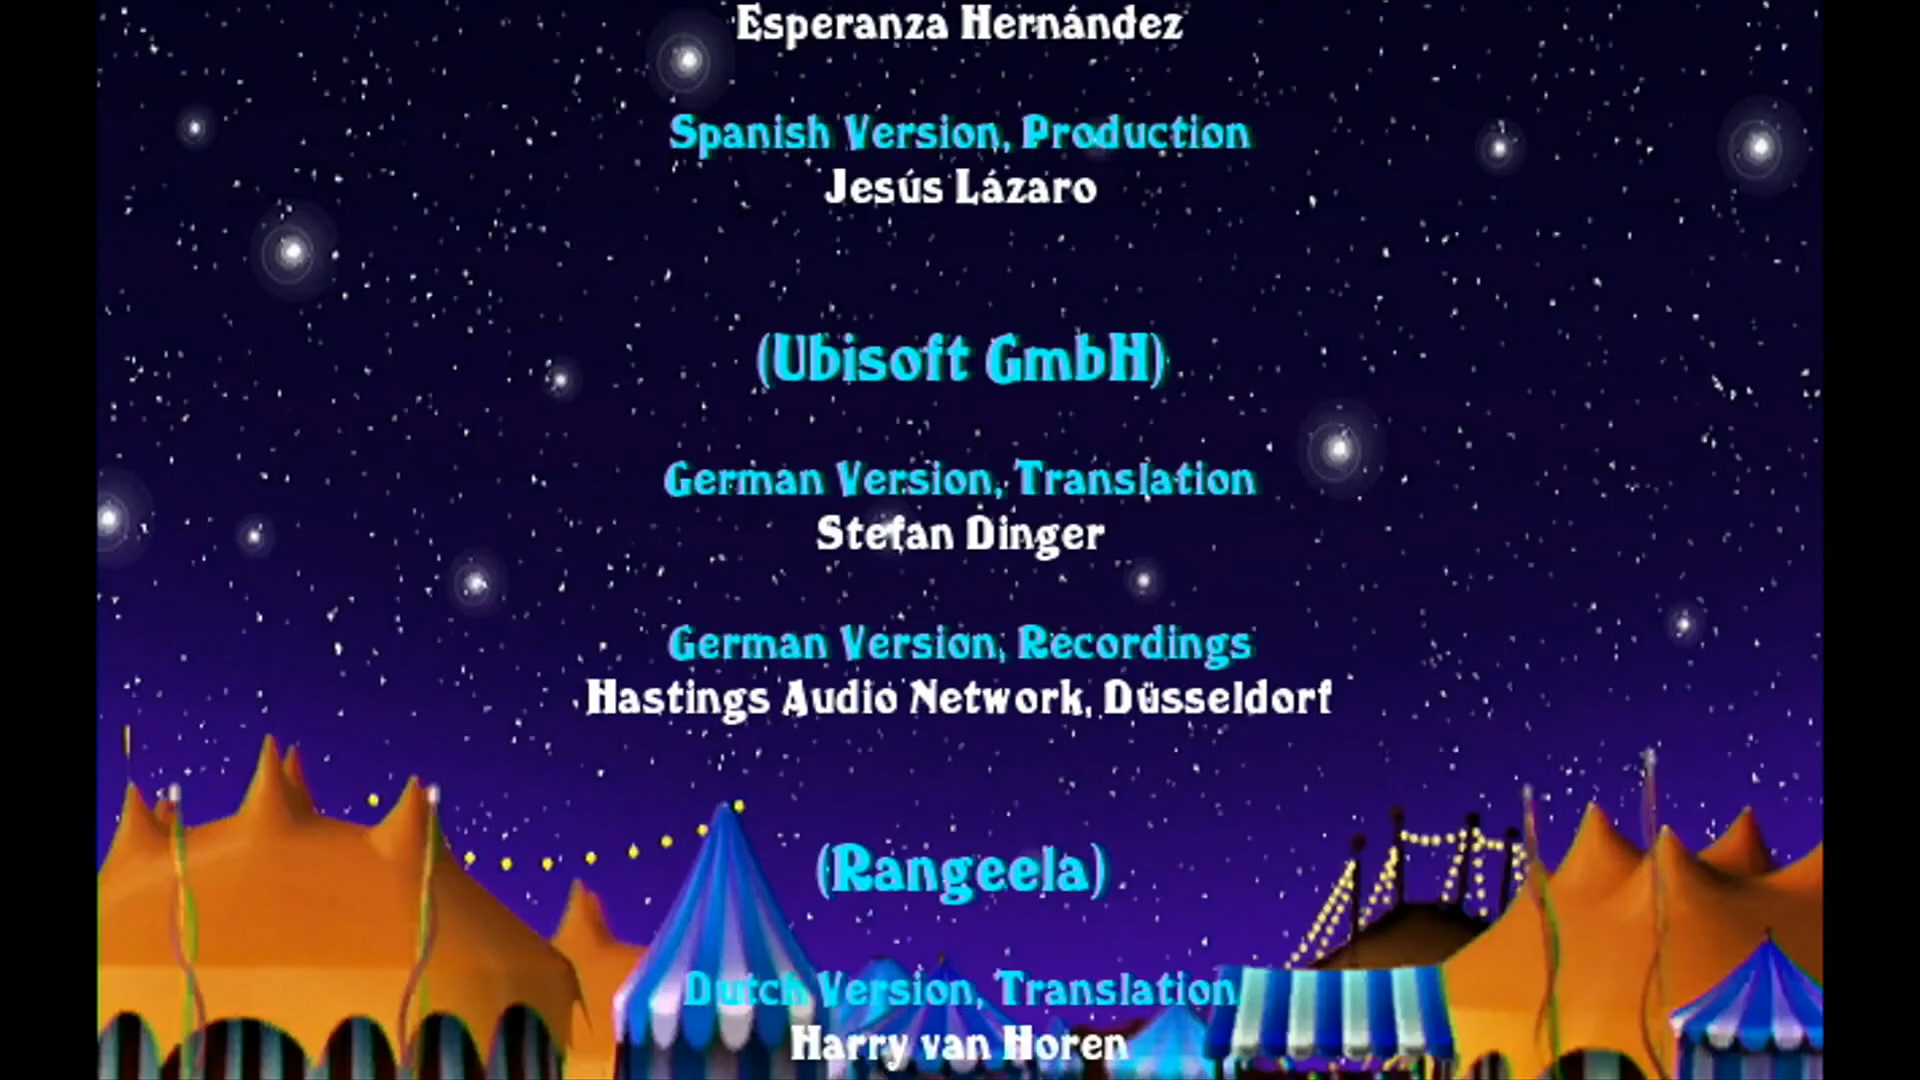 Esperanza Hernández
Spanish Version, Production
Jesús Lázaro
(Ubisoft GmbH)
German Version, Translation
Stefan Dinger
German Version, Recordings
Hastings Audio Network, Düsseldorf
(Rangeela)
Dutch Version, Translation
Harry van Horen